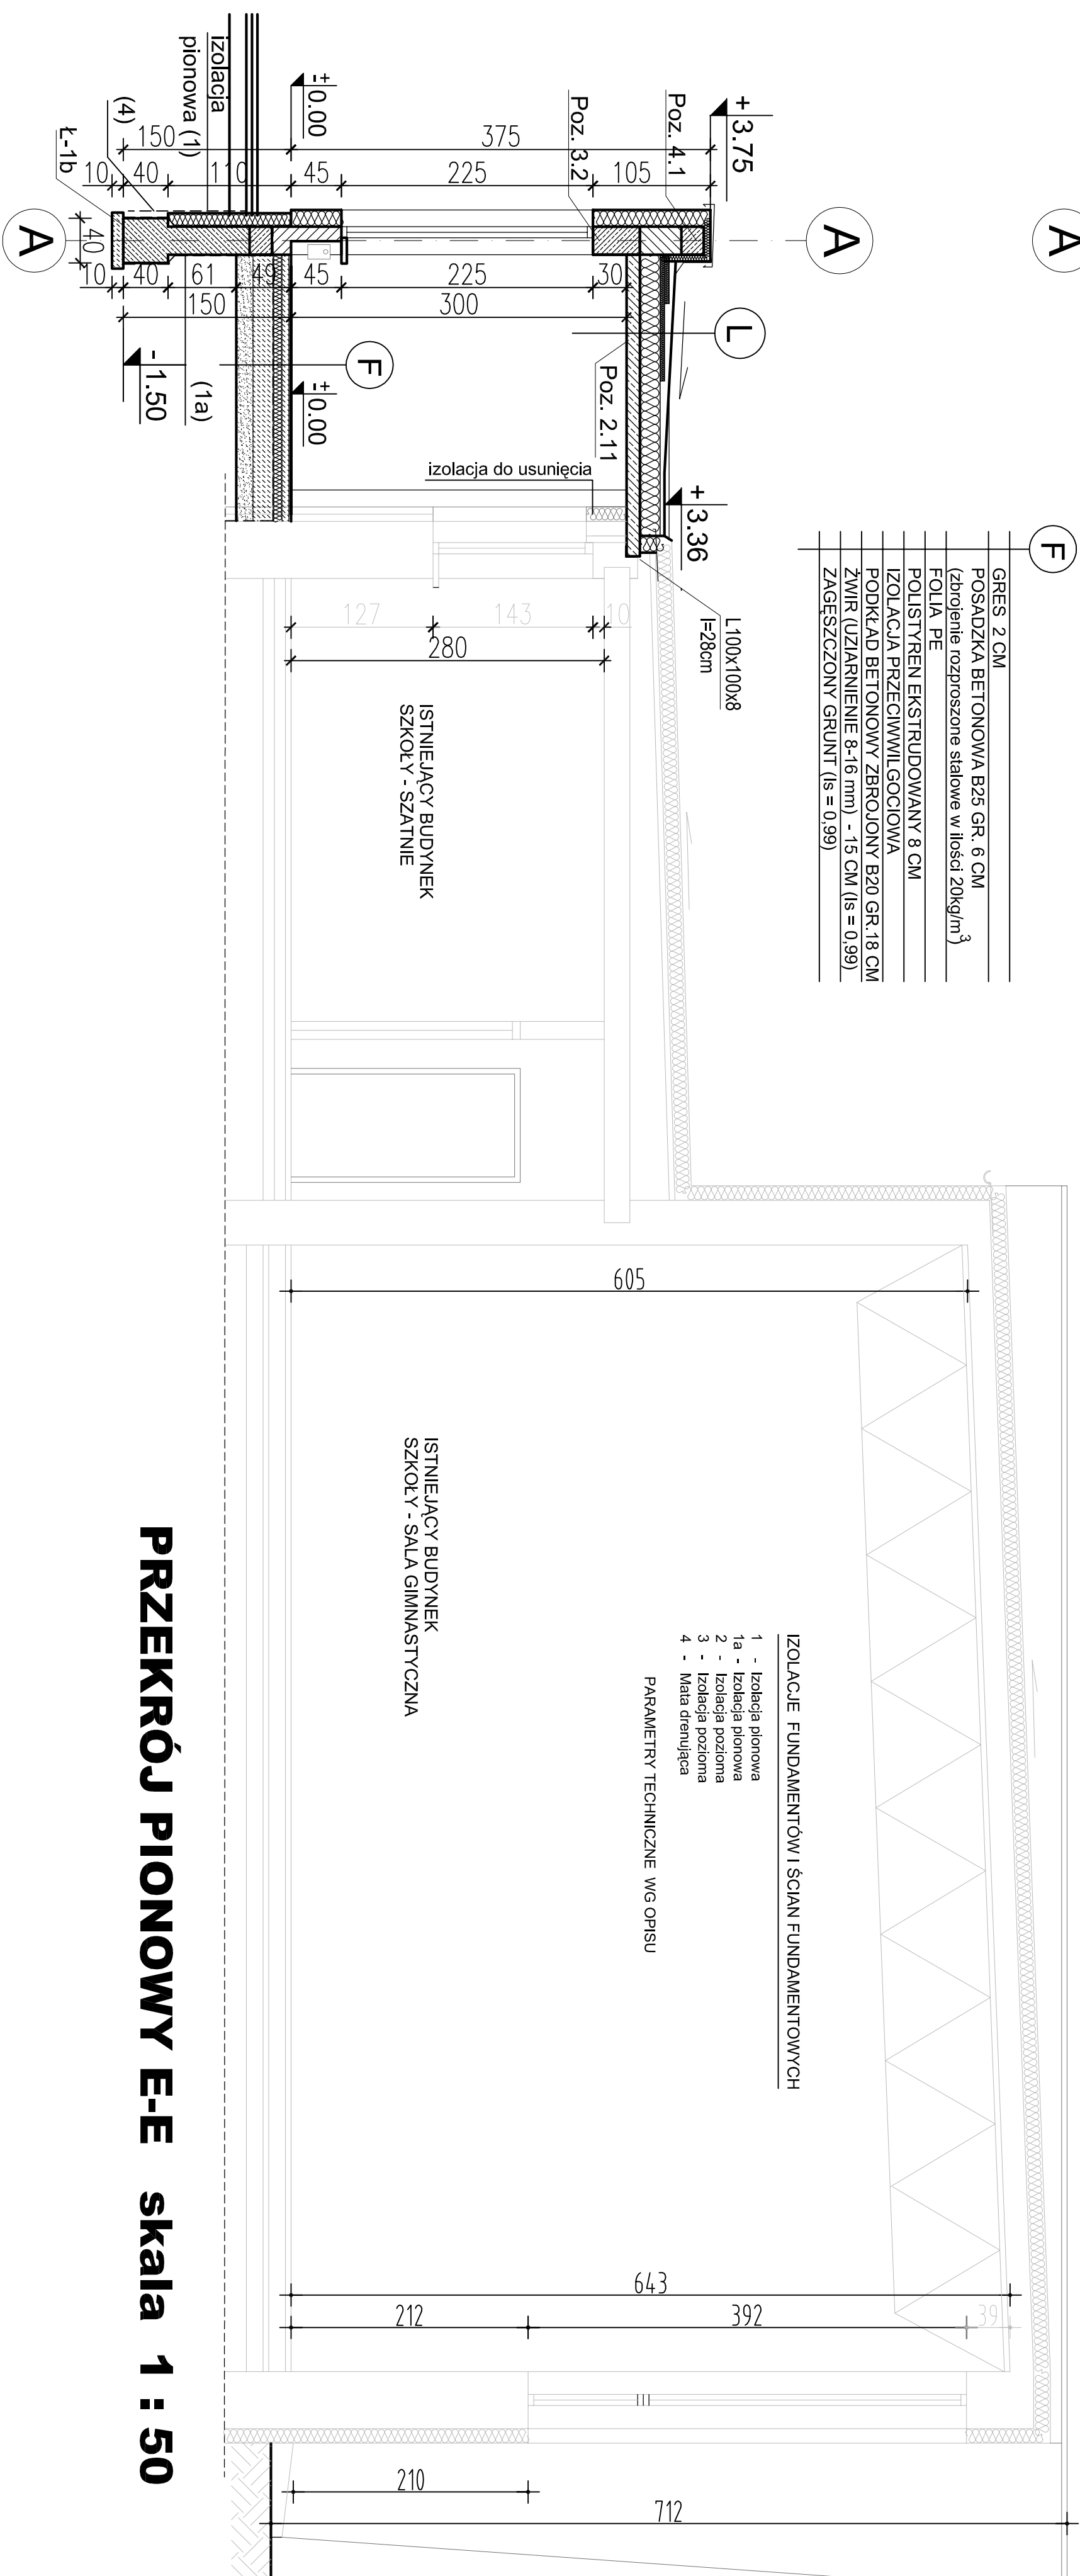 A
A
A
+ 3.75
Poz. 4.1
Poz. 3.2
± 0.00
izolacja
pionowa (1)
(4)
Ł-1b
375
150
105
225
45
110
40
10
40
30
225
45
49
61
40
10
300
150
L
F
Poz. 2.11
± 0.00
(1a)
- 1.50
izolacja do usunięcia
+ 3.36
L100x100x8
l=28cm
F
GRES 2 CM
POSADZKA BETONOWA B25 GR. 6 CM
(zbrojenie rozproszone stalowe w ilości 20kg/m3)
FOLIA PE
POLISTYREN EKSTRUDOWANY 8 CM
IZOLACJA PRZECIWWILGOCIOWA
PODKŁAD BETONOWY ZBROJONY B20 GR.18 CM
ŻWIR (UZIARNIENIE 8-16 mm) - 15 CM (Is = 0,99)
ZAGĘSZCZONY GRUNT (Is = 0,99)
10
143
127
280
ISTNIEJĄCY BUDYNEK
SZKOŁY - SZATNIE
605
ISTNIEJĄCY BUDYNEK
SZKOŁY - SALA GIMNASTYCZNA
IZOLACJE FUNDAMENTÓW I ŚCIAN FUNDAMENTOWYCH
1 - Izolacja pionowa
1a - Izolacja pionowa
2 - Izolacja pozioma
3 - Izolacja pozioma
4 - Mata drenująca
PARAMETRY TECHNICZNE WG OPISU
643
39
392
212
210
712
PRZEKRÓJ PIONOWY E-E skala 1 : 50